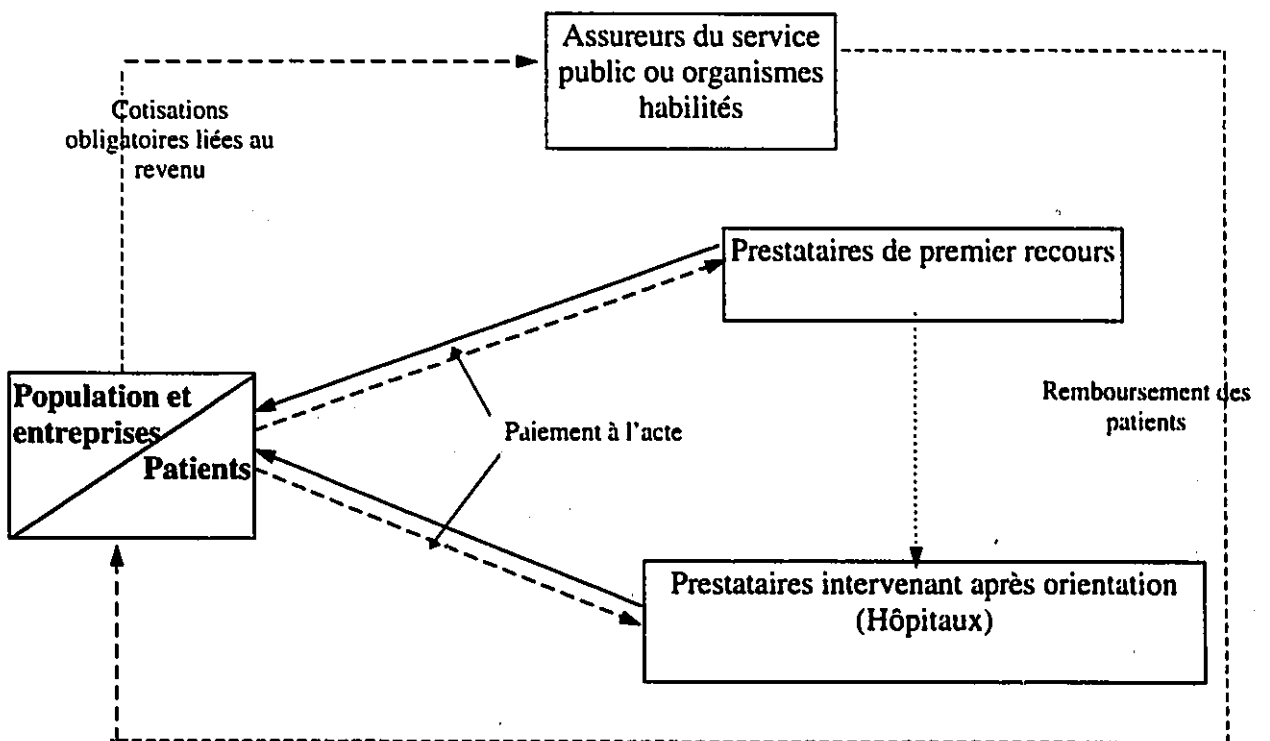 Assureurs du service
public ou organismes
habilités
Cotisations
obligatoires liées au
revenu
Prestataires de premier recours
Population et
entreprises
Patients
Paiement à l'acte
Remboursement des
patients
Prestataires intervenant après orientation
(Hôpitaux)